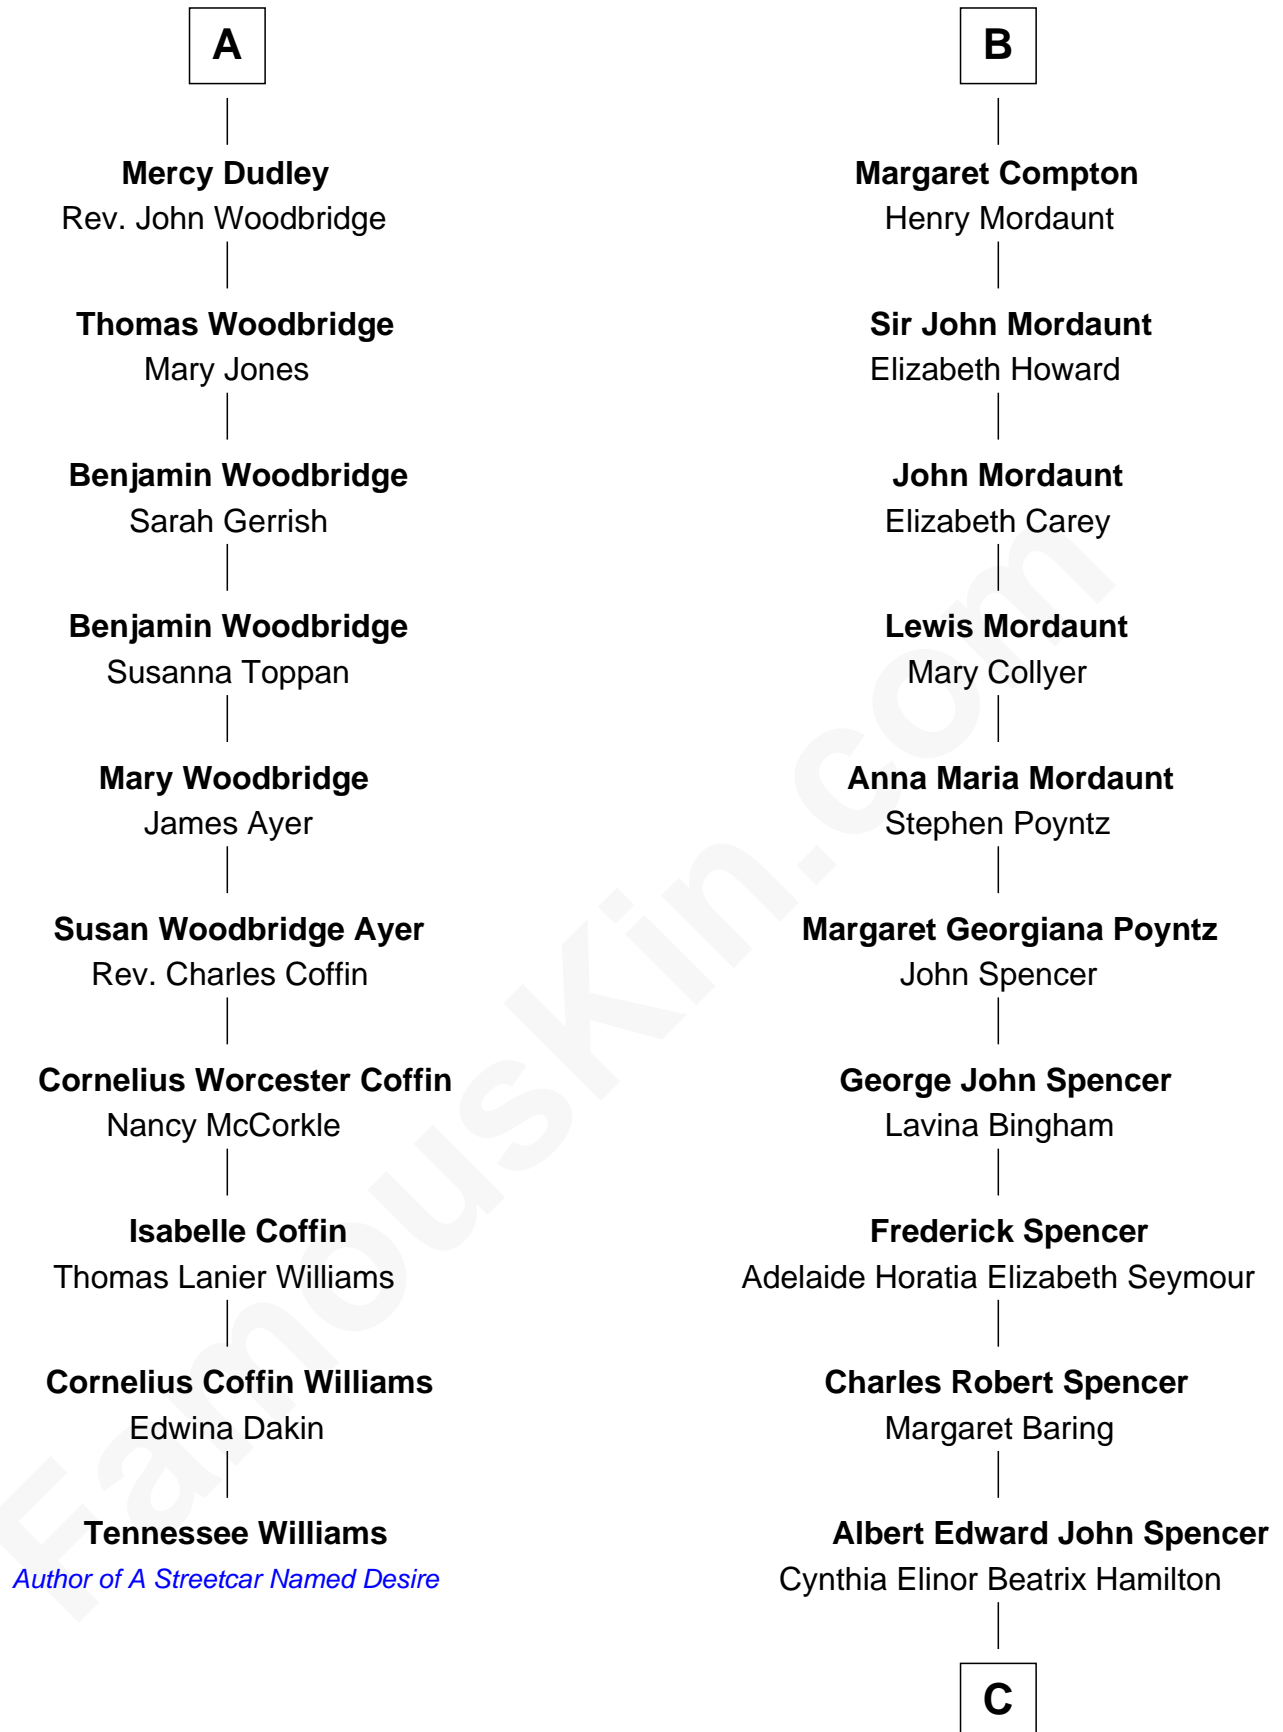 A
Mercy Dudley
Rev. John Woodbridge
Thomas Woodbridge
Mary Jones
Benjamin Woodbridge
Sarah Gerrish
Benjamin Woodbridge
Susanna Toppan
Mary Woodbridge
James Ayer
Susan Woodbridge Ayer
Rev. Charles Coffin
Cornelius Worcester Coffin
Nancy McCorkle
Isabelle Coffin
Thomas Lanier Williams
Cornelius Coffin Williams
Edwina Dakin
Tennessee Williams
Author of A Streetcar Named Desire
B
Margaret Compton
Henry Mordaunt
Sir John Mordaunt
Elizabeth Howard
John Mordaunt
Elizabeth Carey
Lewis Mordaunt
Mary Collyer
Anna Maria Mordaunt
Stephen Poyntz
Margaret Georgiana Poyntz
John Spencer
George John Spencer
Lavina Bingham
Frederick Spencer
Adelaide Horatia Elizabeth Seymour
Charles Robert Spencer
Margaret Baring
Albert Edward John Spencer
Cynthia Elinor Beatrix Hamilton
C
FamousKin.com